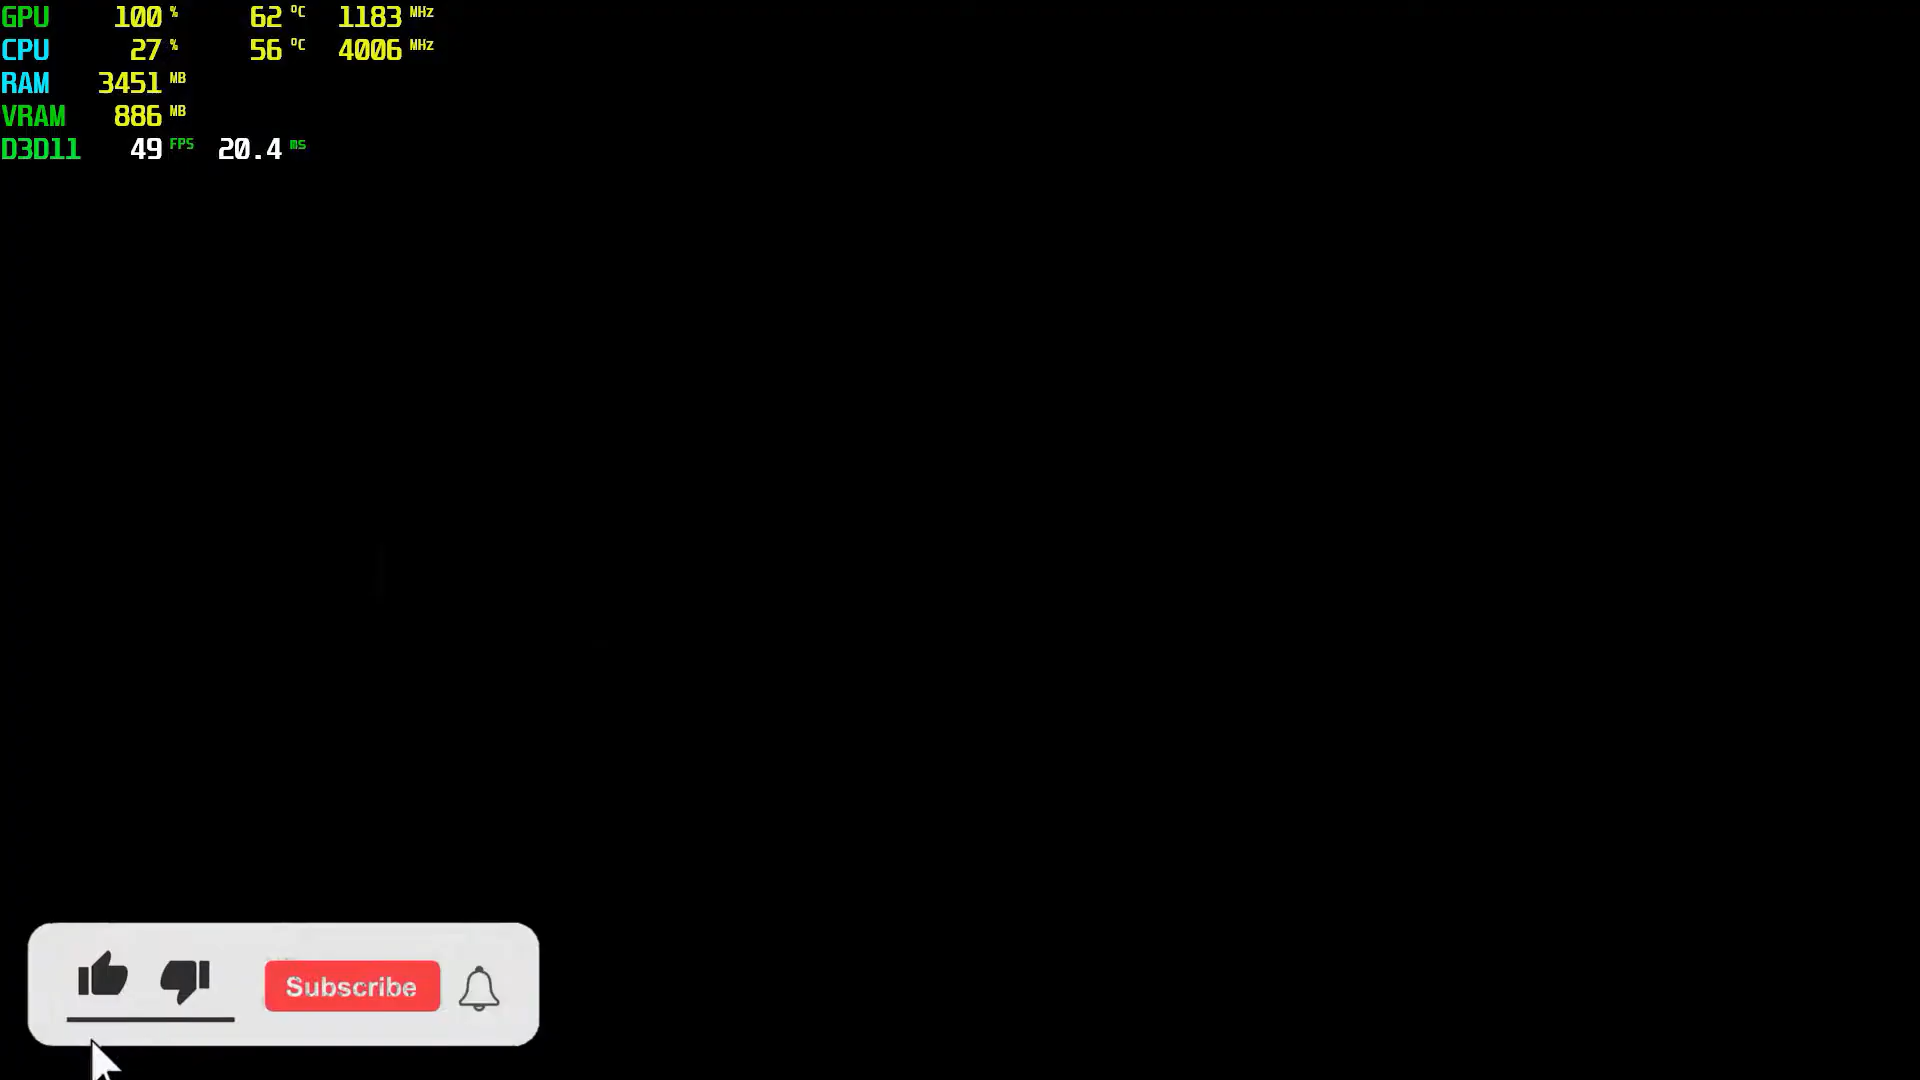 GPU 100 % 62 °C 1183 MHz
CPU 27 % 56 °C 4006 MHz
RAM 3451 MB
VRAM 886 MB
D3D11 49 FPS 20.4 ms
Subscribe